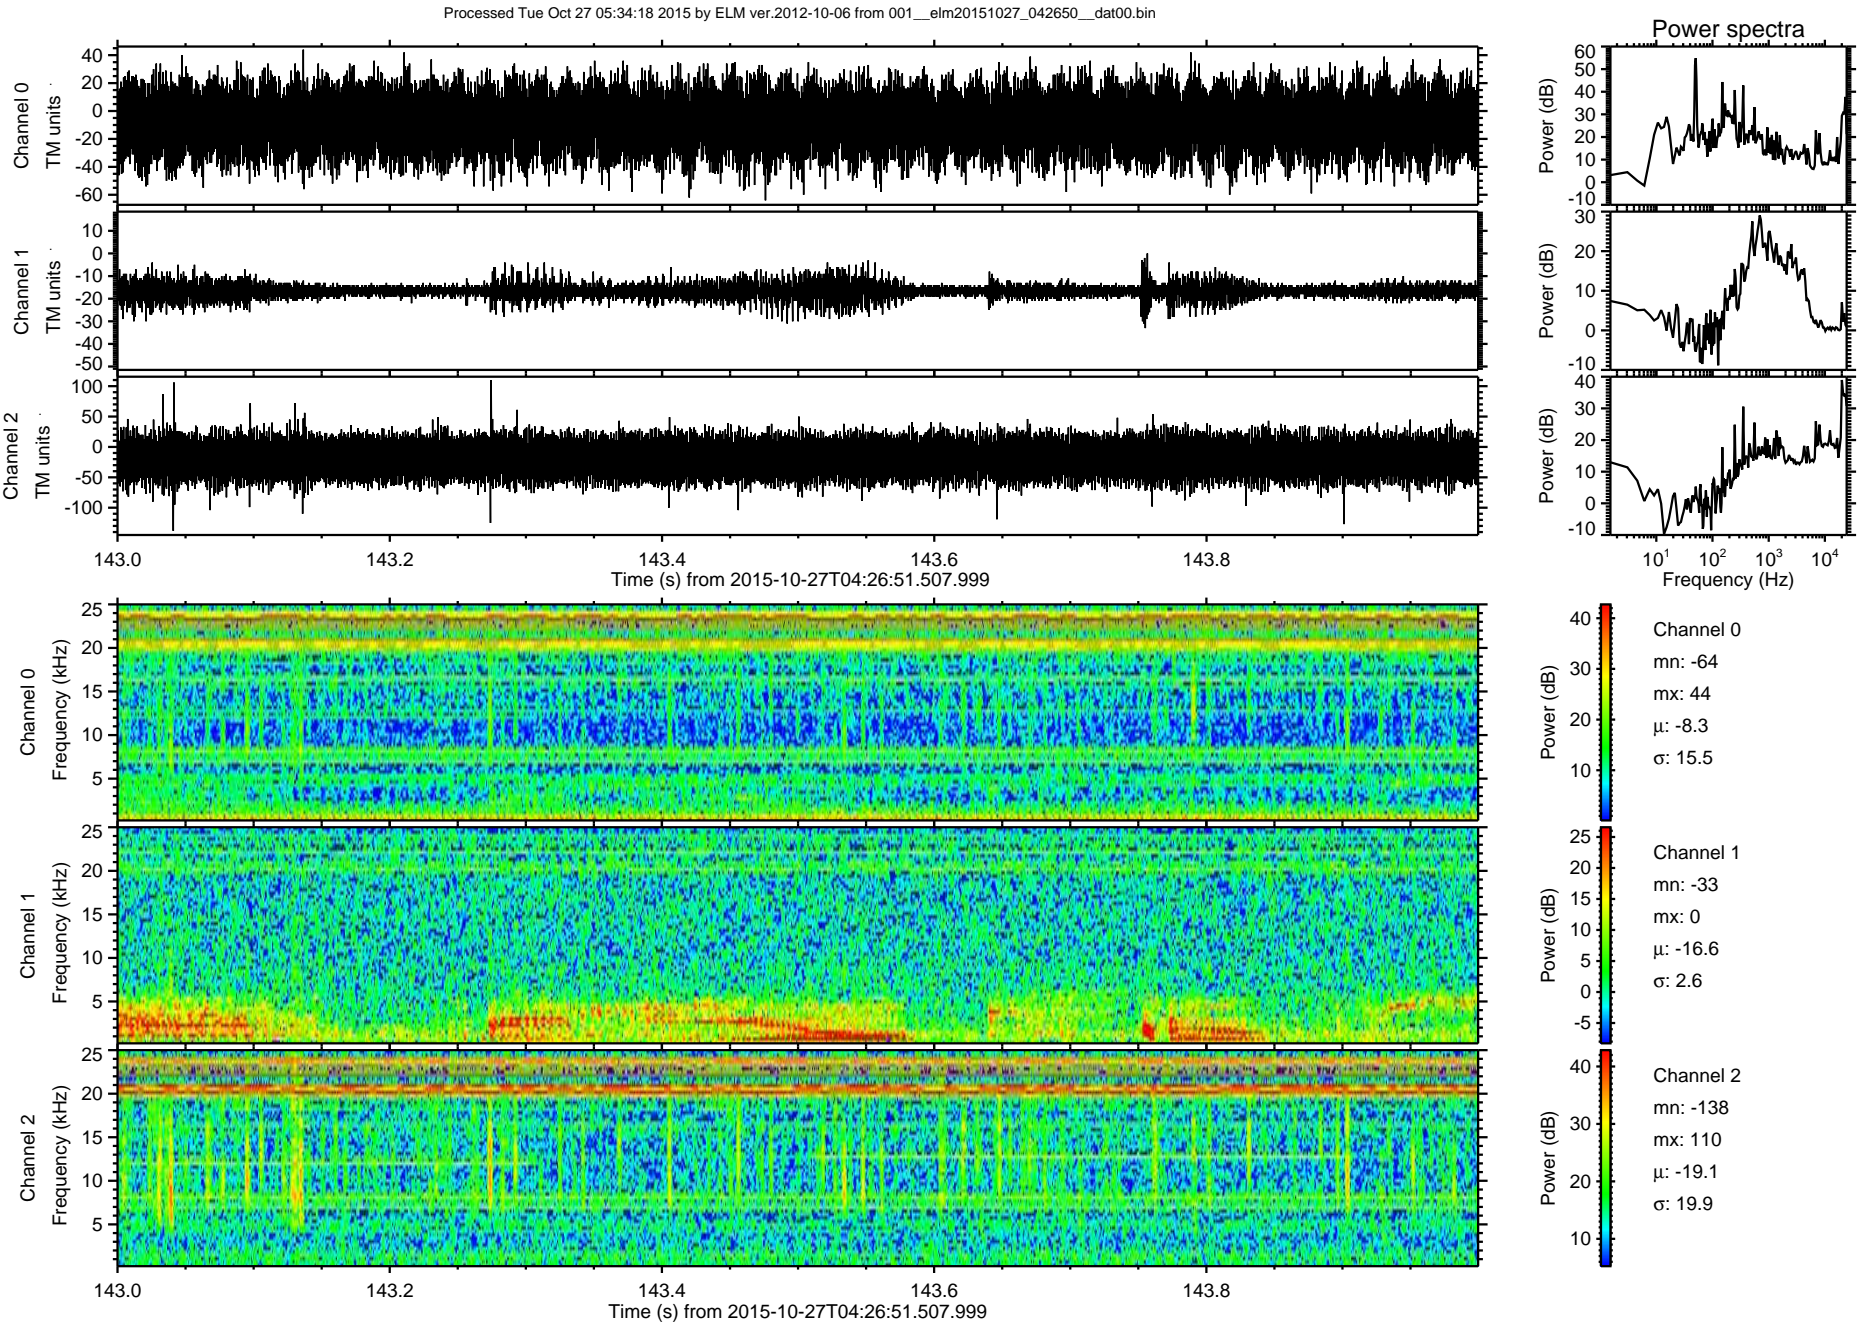 Processed Tue Oct 27 05:34:18 2015 by ELM ver.2012-10-06 from 001__elm20151027_042650__dat00.bin
Power spectra
Channel 0
TM units
40
20
0
-20
-40
-60
Power (dB)
60
50
40
30
20
10
0
-10
Channel 1
TM units
10
0
-10
-20
-30
-40
-50
Power (dB)
30
20
10
0
-10
Channel 2
TM units
100
50
0
-50
-100
Power (dB)
40
30
20
10
0
-10
143.0 143.2 143.4 143.6 143.8
Time (s) from 2015-10-27T04:26:51.507.999
10¹ 10² 10³ 10⁴
Frequency (Hz)
Channel 0
Frequency (kHz)
25
20
15
10
5
Power (dB)
40
30
20
10
Channel 0
mn: -64
mx: 44
μ: -8.3
σ: 15.5
Channel 1
Frequency (kHz)
25
20
15
10
5
Power (dB)
25
20
15
10
5
0
-5
Channel 1
mn: -33
mx: 0
μ: -16.6
σ: 2.6
Channel 2
Frequency (kHz)
25
20
15
10
5
Power (dB)
40
30
20
10
Channel 2
mn: -138
mx: 110
μ: -19.1
σ: 19.9
143.0 143.2 143.4 143.6 143.8
Time (s) from 2015-10-27T04:26:51.507.999